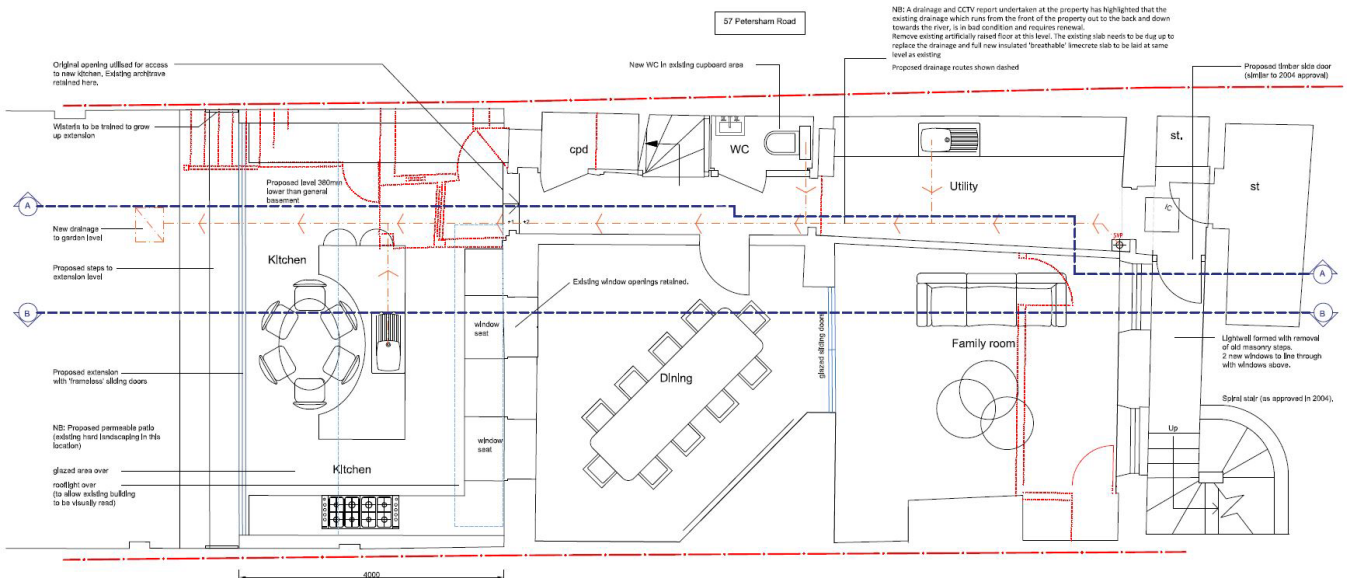 57 Petersham Road
NB: A drainage and CCTV report undertaken at the property has highlighted that the
existing drainage which runs from the front of the property out to the back and down
towards the river, is in bad condition and requires renewal.
Remove existing artificially raised floor at this level. The existing slab needs to be dug up to
replace the drainage and full new insulated 'breathable' limecrete slab to be laid at same
level as existing
Proposed drainage routes shown dashed
Original opening utilised for access
to new kitchen, Existing architrave
retained here.
New WC in existing cupboard area
Proposed timber side door
(similar to 2004 approval)
Wisteria to be trained to grow
up extension
cpd
WC
Utility
st.
st
Proposed level 380mm
lower than general
basement
A
New drainage
to garden level
+1
+2
IC
SVP
A
Kitchen
Proposed steps to
extension level
Existing window openings retained.
B
B
window
seat
glazed sliding doors
Family room
Lightwell formed with removal
of old masonry steps.
2 new windows to line through
with windows above.
Proposed extension
with 'frameless' sliding doors
Dining
Spiral stair (as approved in 2004),
NB: Proposed permeable patio
(existing hard landscaping in this
location)
Up
window
seat
glazed area over
Kitchen
rooflight over
(to allow existing building
to be visually read)
4000